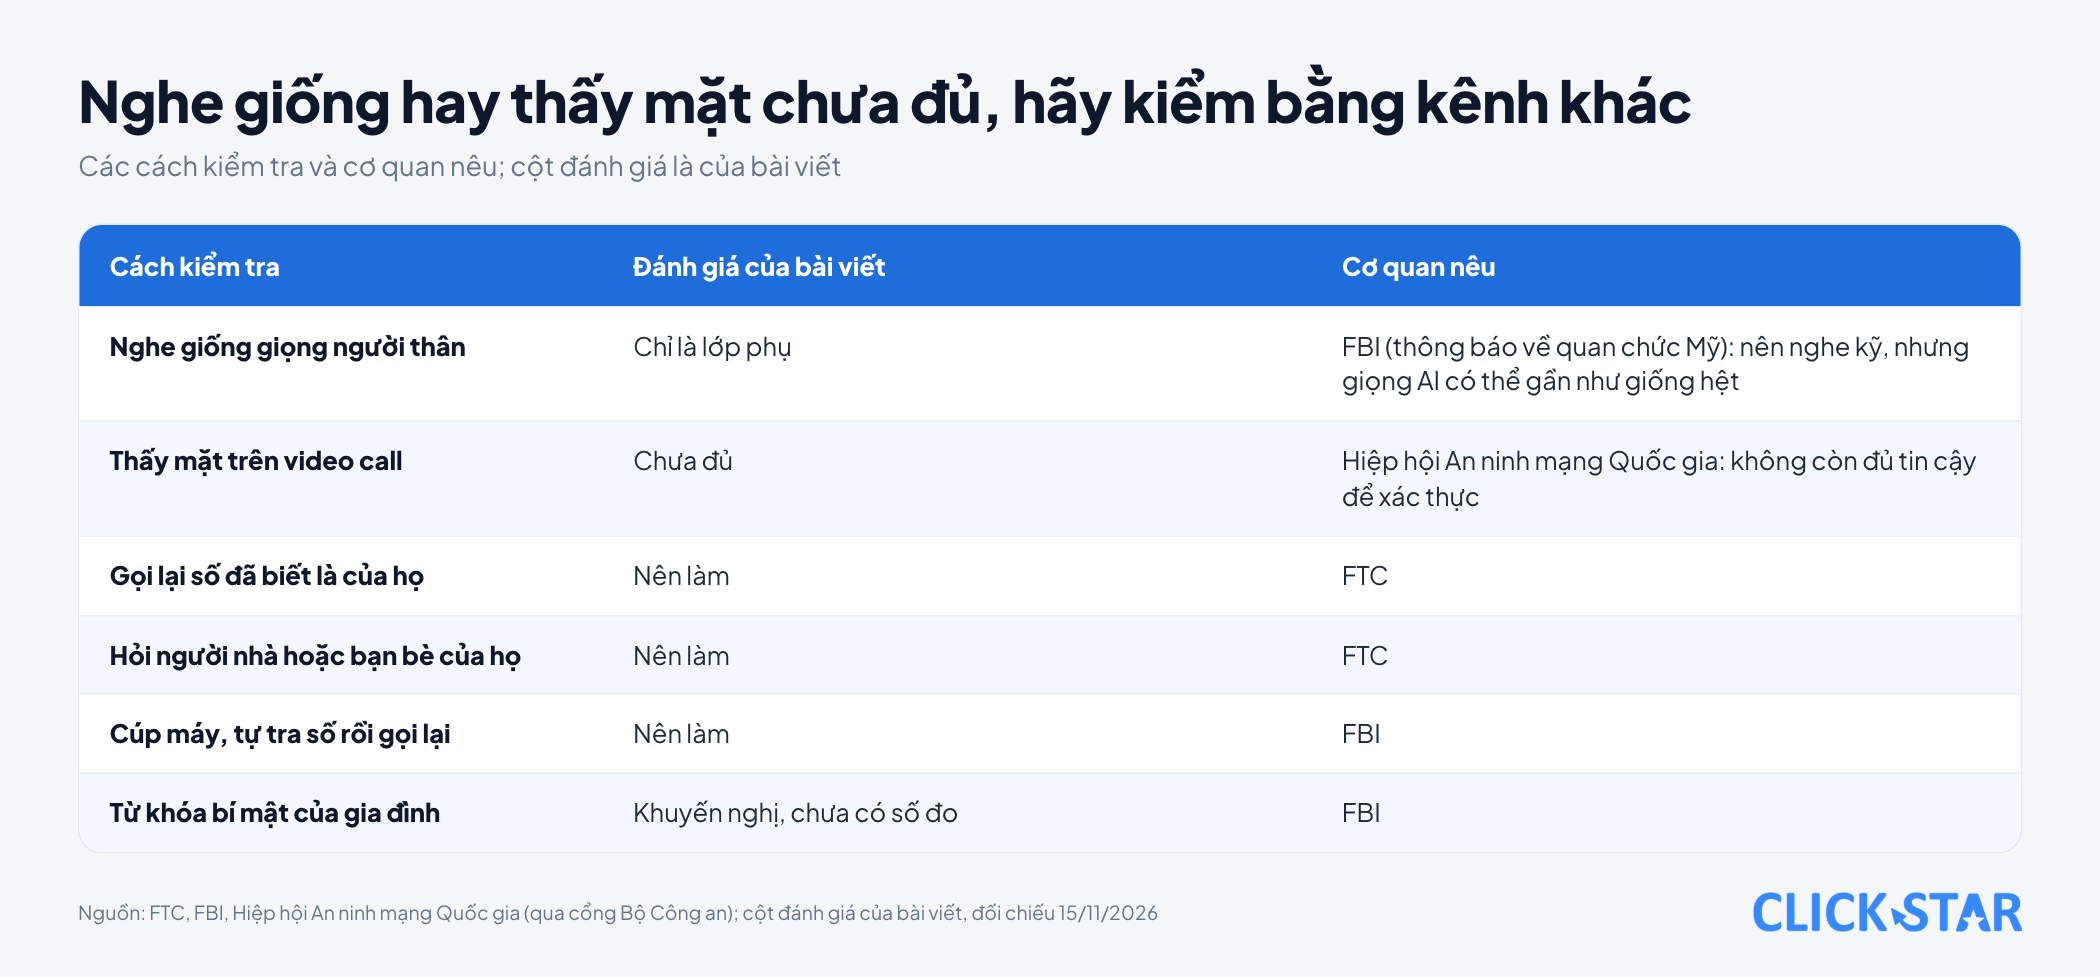 Nghe giống hay thấy mặt chưa đủ, hãy kiểm bằng kênh khác
Các cách kiểm tra và cơ quan nêu; cột đánh giá là của bài viết
Cách kiểm tra
Đánh giá của bài viết
Cơ quan nêu
Nghe giống giọng người thân
Chỉ là lớp phụ
FBI (thông báo về quan chức Mỹ): nên nghe kỹ, nhưng
giọng AI có thể gần như giống hệt
Thấy mặt trên video call
Chưa đủ
Hiệp hội An ninh mạng Quốc gia: không còn đủ tin cậy
để xác thực
Gọi lại số đã biết là của họ
Nên làm
FTC
Hỏi người nhà hoặc bạn bè của họ
Nên làm
FTC
Cúp máy, tự tra số rồi gọi lại
Nên làm
FBI
Từ khóa bí mật của gia đình
Khuyến nghị, chưa có số đo
FBI
Nguồn: FTC, FBI, Hiệp hội An ninh mạng Quốc gia (qua cổng Bộ Công an); cột đánh giá của bài viết, đối chiếu 15/11/2026
CLICK STAR